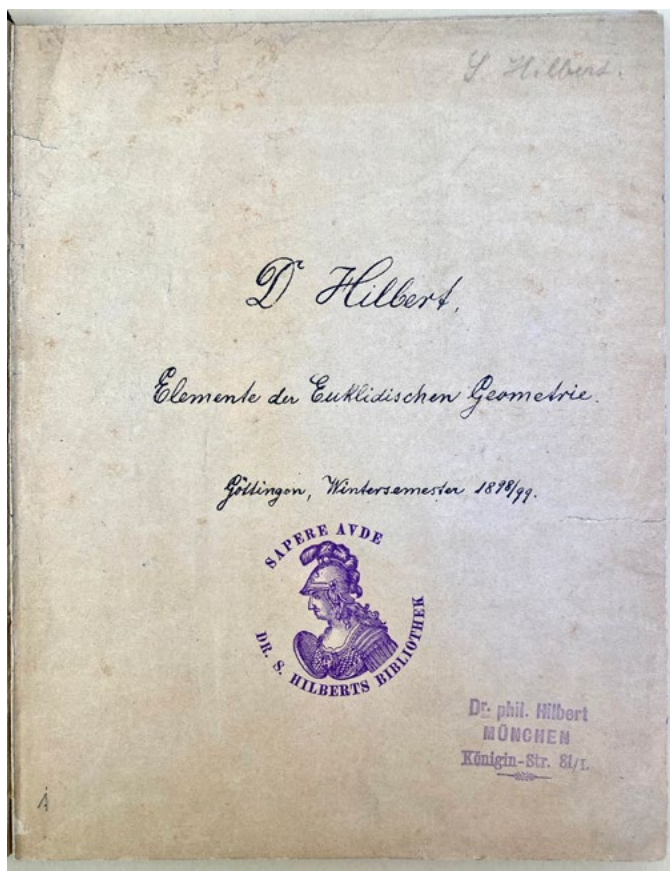 S Hilbert.
Dr Hilbert.
Elemente der Euklidischen Geometrie.
Göttingen, Wintersemester 1898/99.
SAPERE AVDE
DR. S. HILBERTS BIBLIOTHEK
Dr. phil. Hilbert
MÜNCHEN
Königin-Str. 81/I.